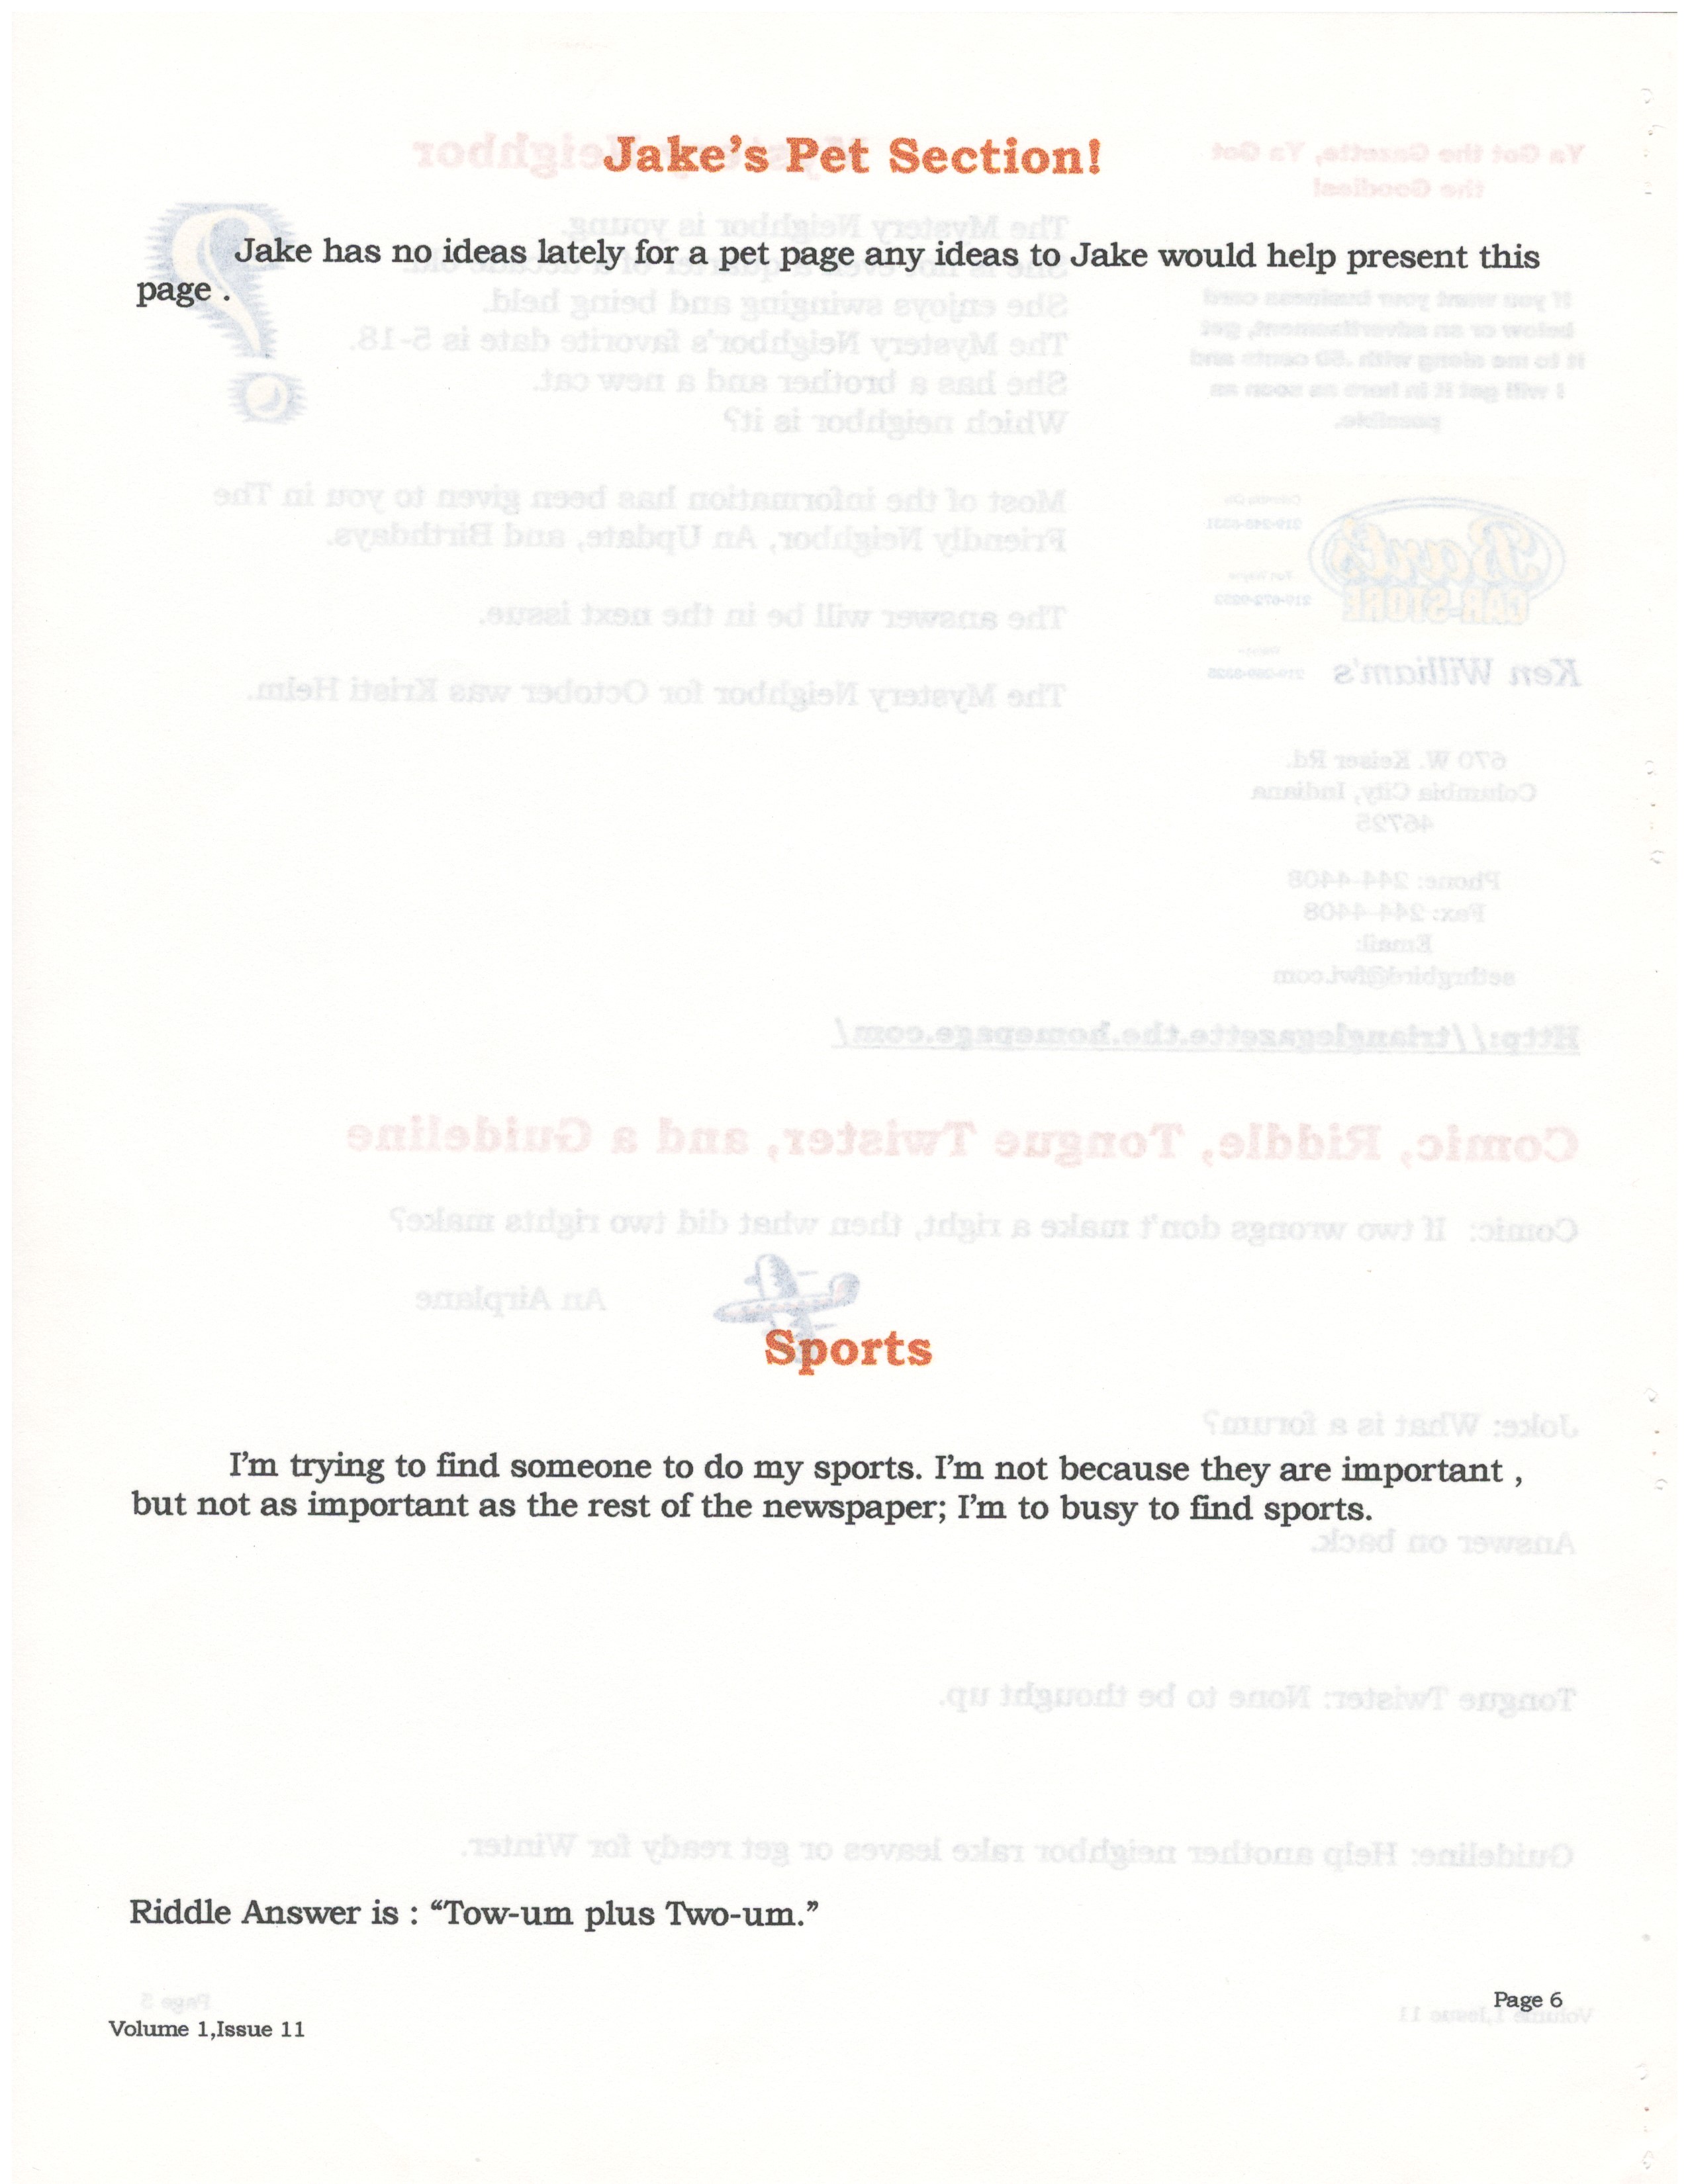 Jake's Pet Section!
Jake has no ideas lately for a pet page any ideas to Jake would help present this
page .
Sports
I'm trying to find someone to do my sports. I'm not because they are important ,
but not as important as the rest of the newspaper; I'm to busy to find sports.
Riddle Answer is : “Tow-um plus Two-um.”
Page 6
Volume 1,Issue 11